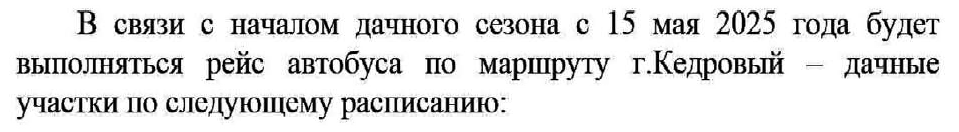 В связи с началом дачного сезона с 15 мая 2025 года будет
выполняться рейс автобуса по маршруту г.Кедровый – дачные
участки по следующему расписанию: